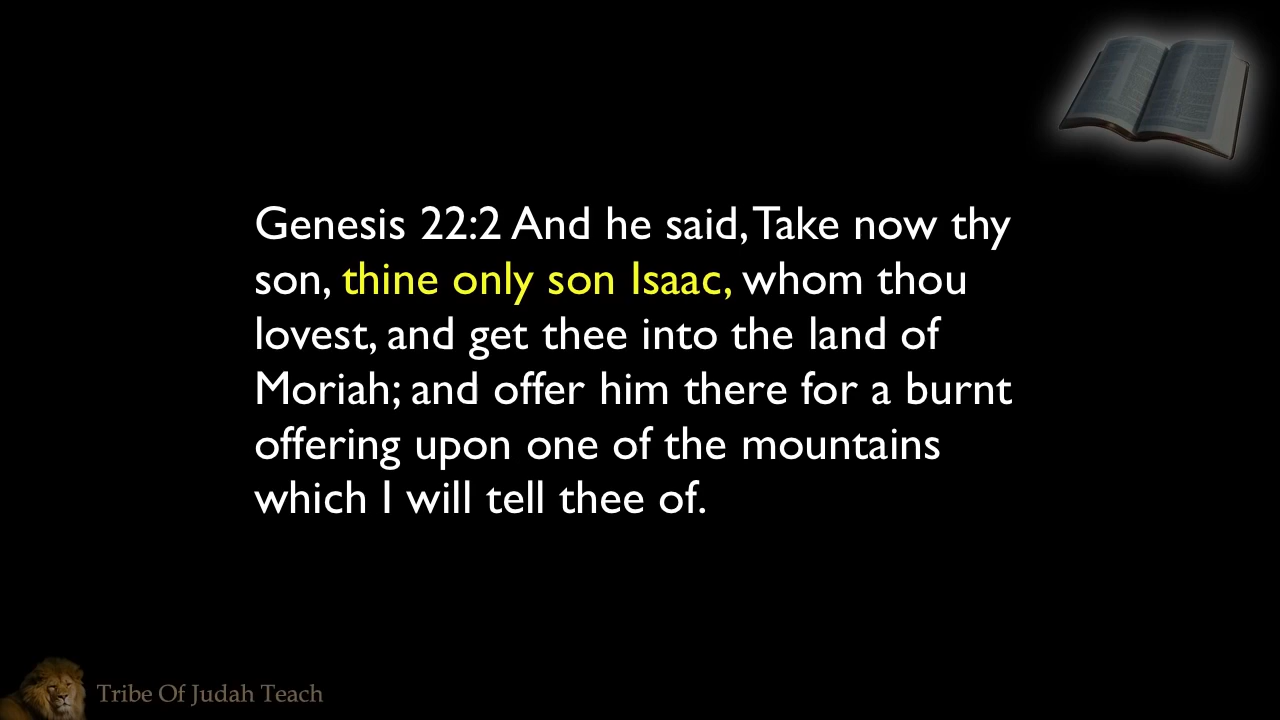 Genesis 22:2 And he said, Take now thy
son, thine only son Isaac, whom thou
lovest, and get thee into the land of
Moriah; and offer him there for a burnt
offering upon one of the mountains
which I will tell thee of.
Tribe Of Judah Teach